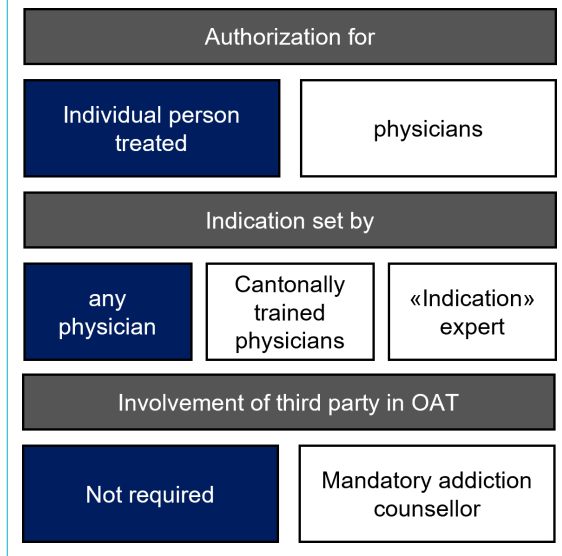 Authorization for
Individual person
treated
physicians
Indication set by
any
physician
Cantonally
trained
physicians
«Indication»
expert
Involvement of third party in OAT
Not required
Mandatory addiction
counsellor